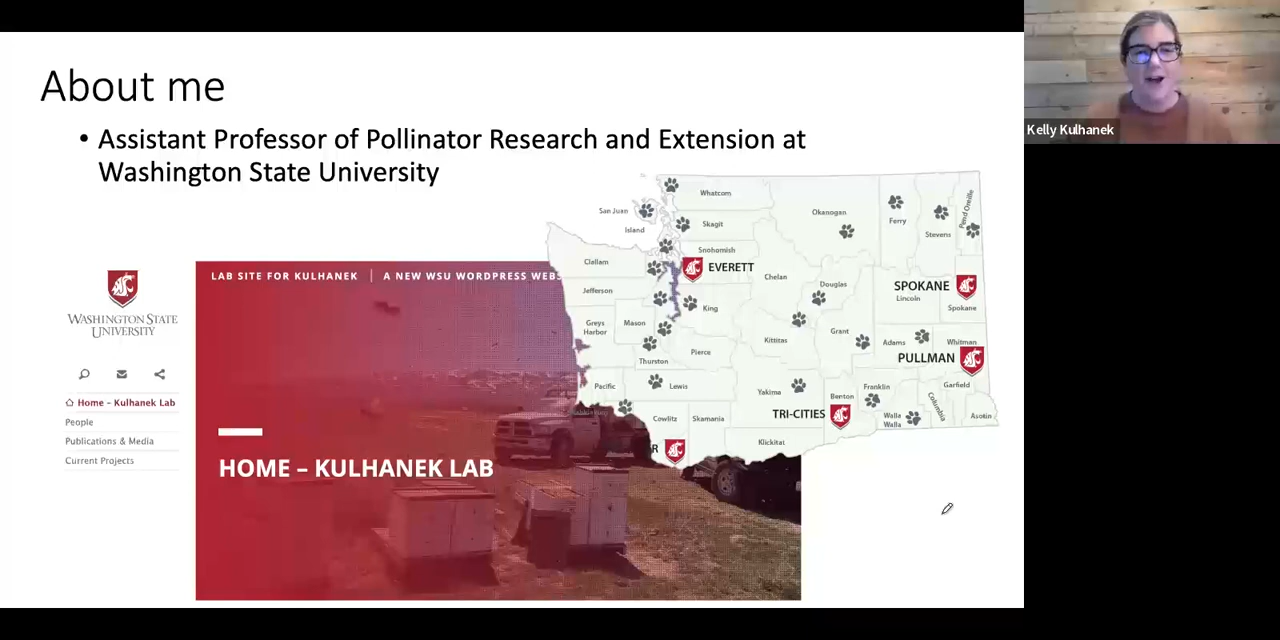 About me
• Assistant Professor of Pollinator Research and Extension at
Washington State University
Kelly Kulhanek
WASHINGTON STATE
UNIVERSITY
Home – Kulhanek Lab
People
Publications & Media
Current Projects
LAB SITE FOR KULHANEK | A NEW WSU WORDPRESS WEBS
HOME – KULHANEK LAB
Whatcom
San Juan
Skagit
Island
Snohomish
EVERETT
Clallam
Jefferson
King
Greys
Harbor
Mason
Pierce
Thurston
Pacific
Lewis
Cowlitz
Skamania
R
Okanogan
Ferry
Stevens
Pend Oreille
Chelan
Douglas
SPOKANE
Lincoln
Spokane
Grant
Adams
Whitman
Kittitas
PULLMAN
Yakima
Benton
Franklin
Garfield
Columbia
TRI-CITIES
Walla
Walla
Asotin
Klickitat